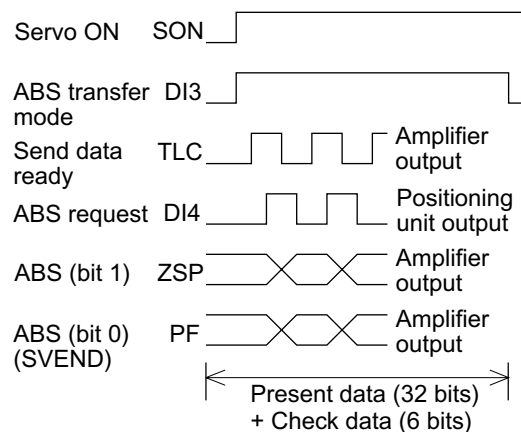 Servo ON SON
ABS transfer DI3
mode
Send data TLC Amplifier
ready output
ABS request DI4 Positioning
unit output
ABS (bit 1) ZSP Amplifier
output
ABS (bit 0) PF Amplifier
(SVEND) output
Present data (32 bits)
+ Check data (6 bits)